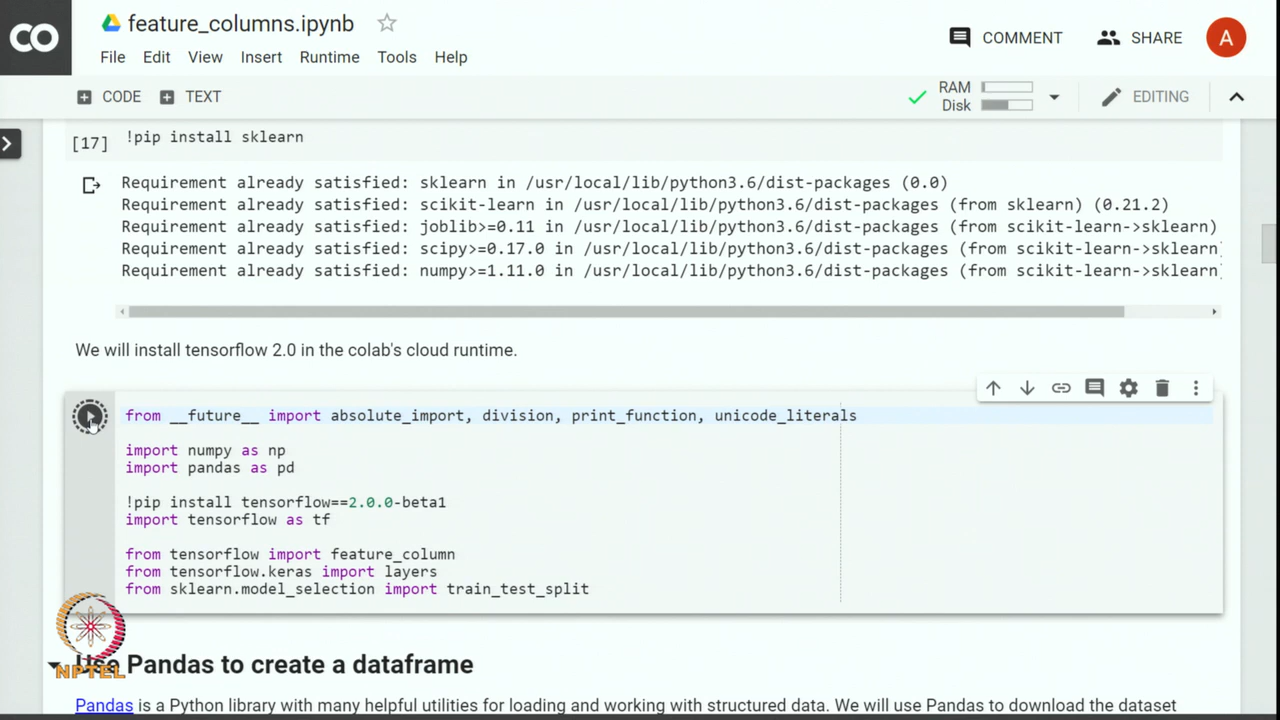 CO
feature_columns.ipynb
COMMENT
SHARE
A
File Edit View Insert Runtime Tools Help
CODE TEXT
RAM
Disk
EDITING
[17] !pip install sklearn
Requirement already satisfied: sklearn in /usr/local/lib/python3.6/dist-packages (0.0)
Requirement already satisfied: scikit-learn in /usr/local/lib/python3.6/dist-packages (from sklearn) (0.21.2)
Requirement already satisfied: joblib>=0.11 in /usr/local/lib/python3.6/dist-packages (from scikit-learn->sklearn)
Requirement already satisfied: scipy>=0.17.0 in /usr/local/lib/python3.6/dist-packages (from scikit-learn->sklearn
Requirement already satisfied: numpy>=1.11.0 in /usr/local/lib/python3.6/dist-packages (from scikit-learn->sklearn
We will install tensorflow 2.0 in the colab's cloud runtime.
from __future__ import absolute_import, division, print_function, unicode_literals
import numpy as np
import pandas as pd
!pip install tensorflow==2.0.0-beta1
import tensorflow as tf
from tensorflow import feature_column
from tensorflow.keras import layers
from sklearn.model_selection import train_test_split
Use Pandas to create a dataframe
NPTEL
Pandas is a Python library with many helpful utilities for loading and working with structured data. We will use Pandas to download the dataset